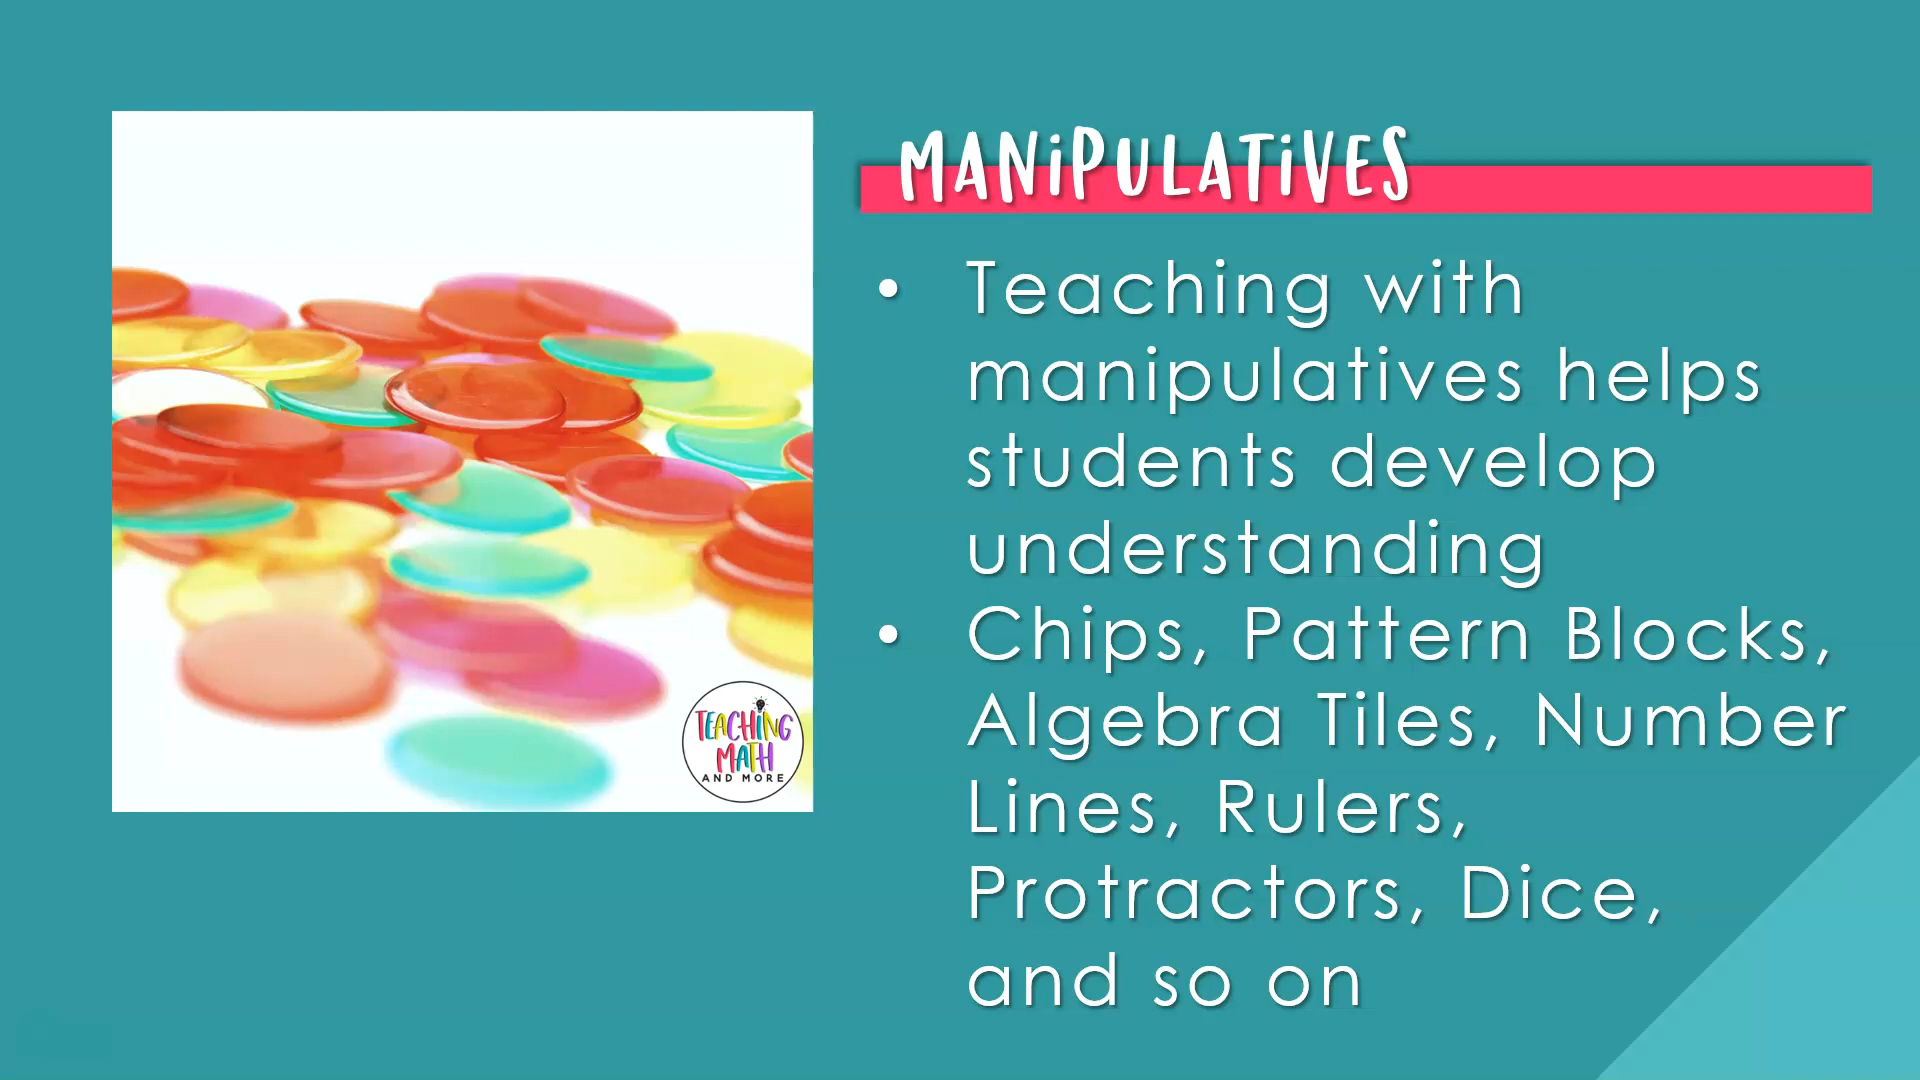 MANiPULATiVES
• Teaching with
manipulatives helps
students develop
understanding
• Chips, Pattern Blocks,
Algebra Tiles, Number
Lines, Rulers,
Protractors, Dice,
and so on
TEACHiNG
MATH
AND MORE